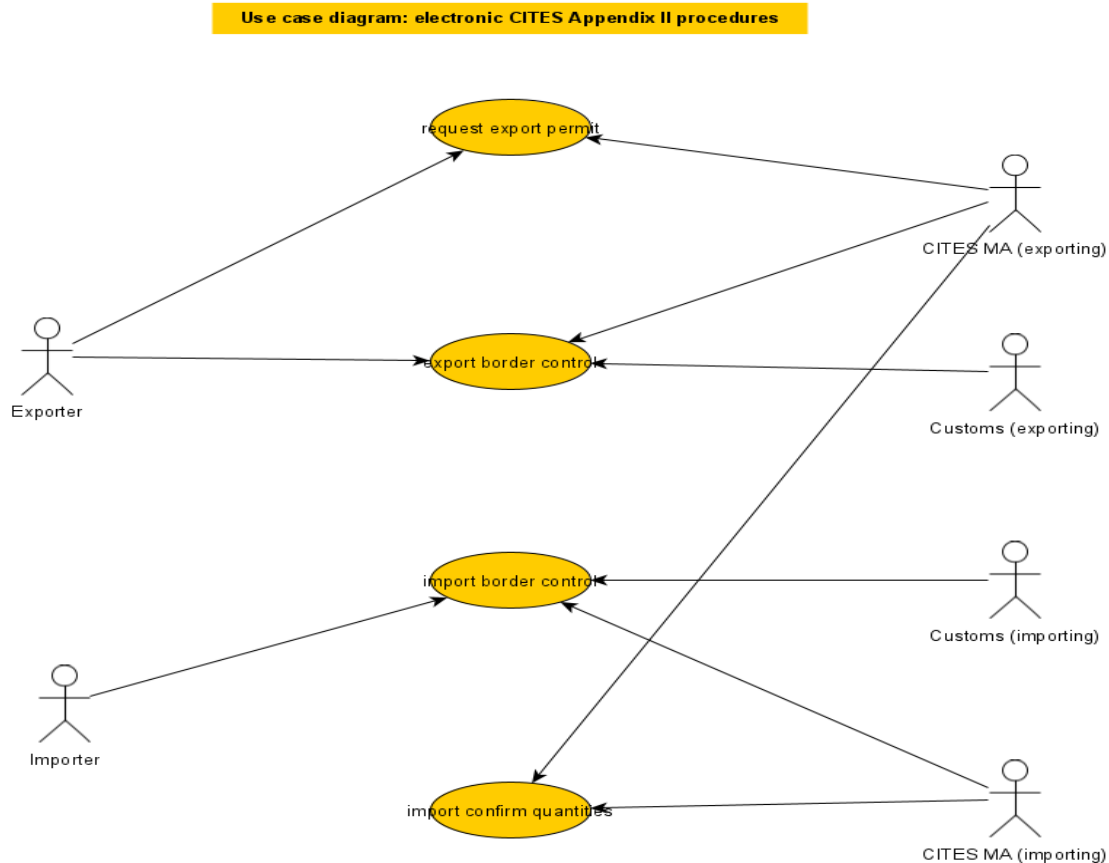 Use case diagram: electronic CITES Appendix II procedures
request export permit
CITES MA (exporting)
export border control
Exporter
Customs (exporting)
import border control
Customs (importing)
Importer
import confirm quantities
CITES MA (importing)